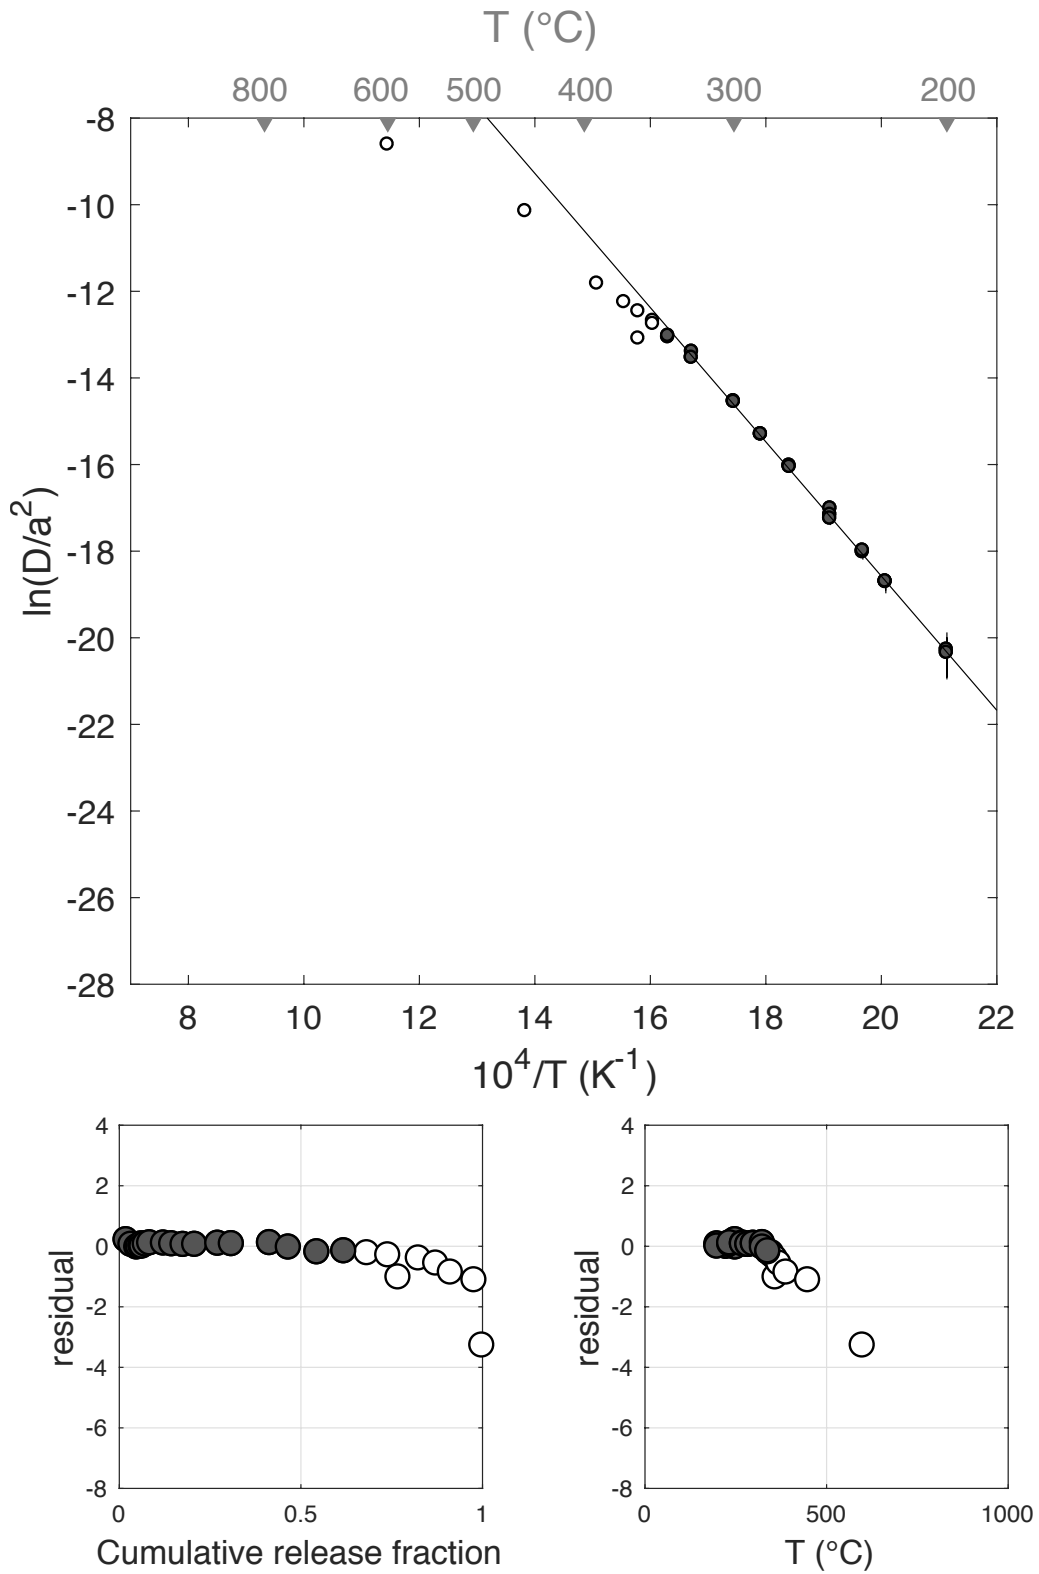 T (°C)
800 600 500 400 300 200
-8
-10
-12
-14
-16
-18
-20
-22
-24
-26
-28
ln(D/a²)
8 10 12 14 16 18 20 22
10⁴/T (K⁻¹)
4
2
0
-2
-4
-6
-8
residual
0 0.5 1
Cumulative release fraction
4
2
0
-2
-4
-6
-8
residual
0 500 1000
T (°C)